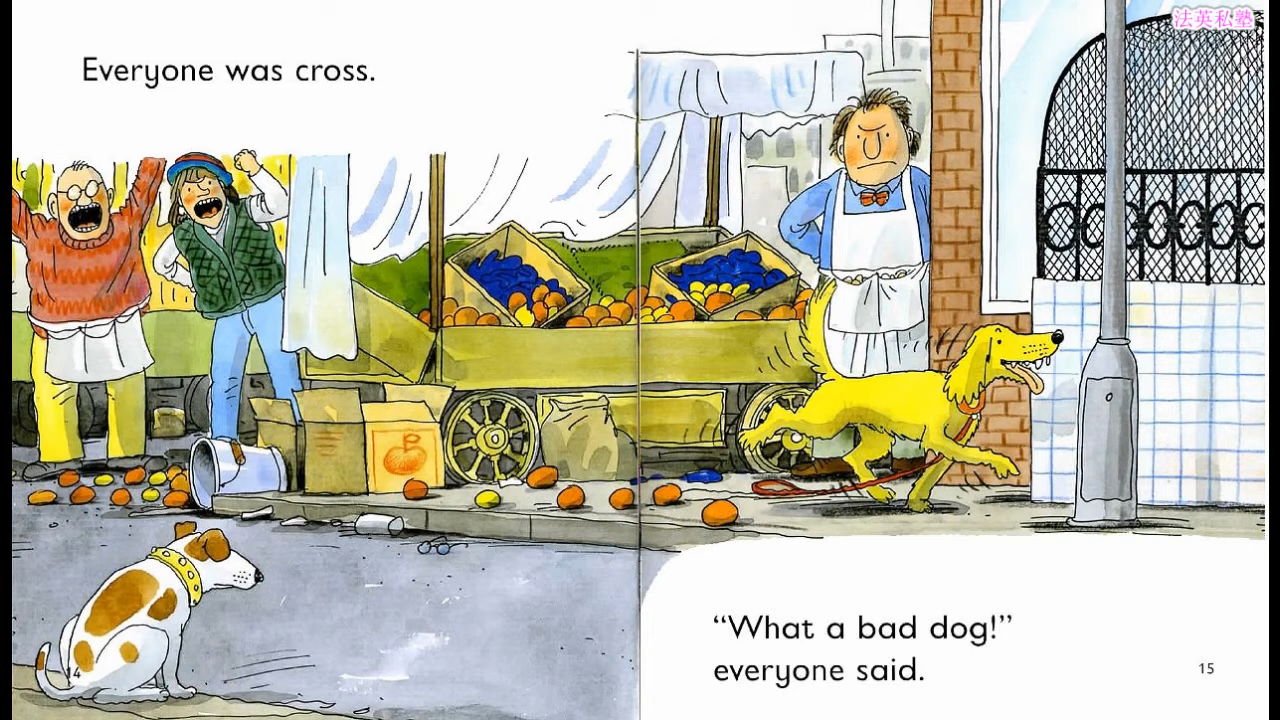 法英私塾
Everyone was cross.
“What a bad dog!”
everyone said.
14
15